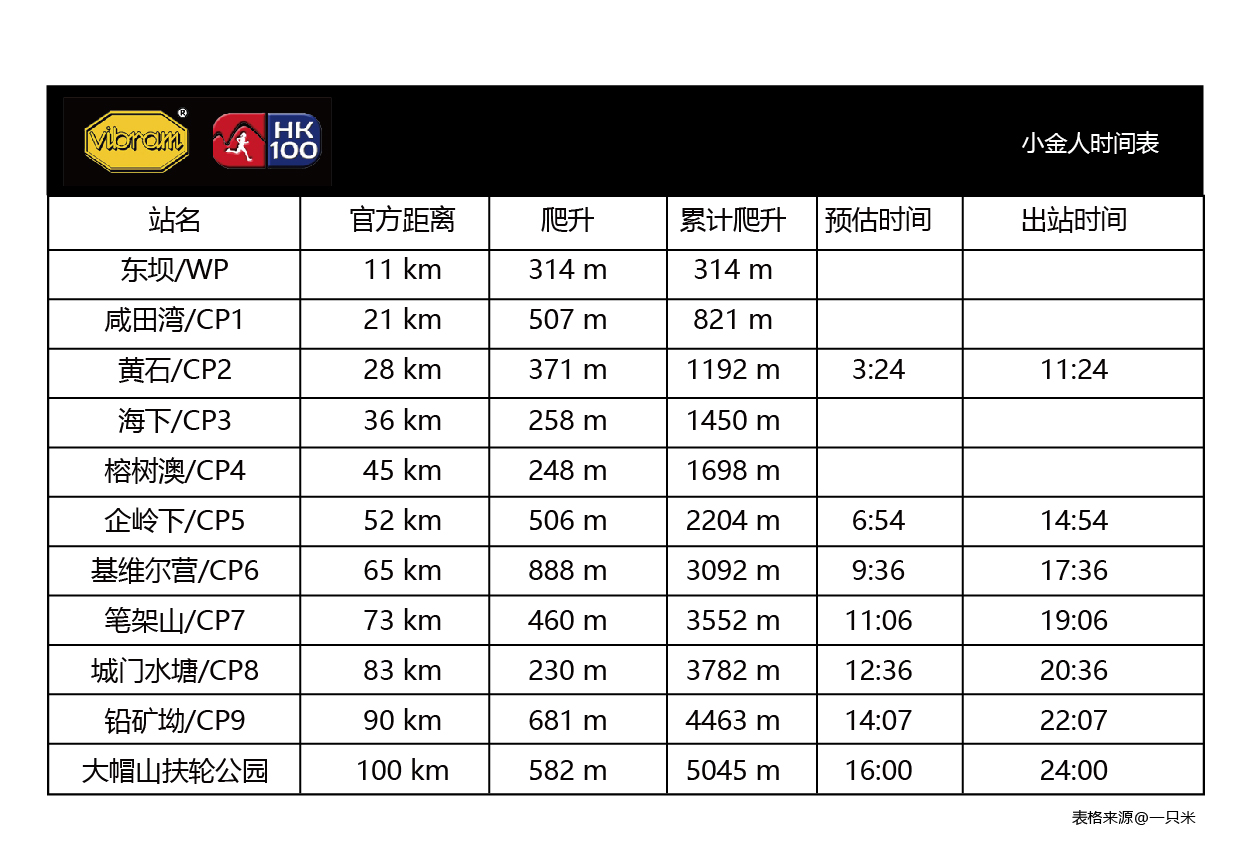 vibram®
HK
100
小金人时间表
站名 官方距离 爬升 累计爬升 预估时间 出站时间
东坝/WP 11 km 314 m 314 m
咸田湾/CP1 21 km 507 m 821 m
黄石/CP2 28 km 371 m 1192 m 3:24 11:24
海下/CP3 36 km 258 m 1450 m
榕树澳/CP4 45 km 248 m 1698 m
企岭下/CP5 52 km 506 m 2204 m 6:54 14:54
基维尔营/CP6 65 km 888 m 3092 m 9:36 17:36
笔架山/CP7 73 km 460 m 3552 m 11:06 19:06
城门水塘/CP8 83 km 230 m 3782 m 12:36 20:36
铅矿坳/CP9 90 km 681 m 4463 m 14:07 22:07
大帽山扶轮公园 100 km 582 m 5045 m 16:00 24:00
表格来源@一只米